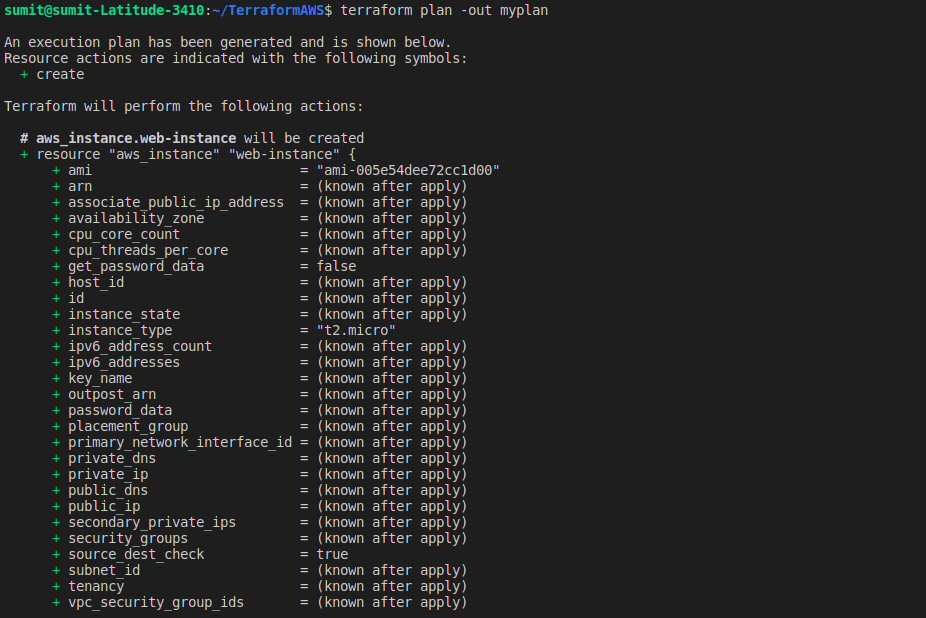 sumit@sumit-Latitude-3410:~/TerraformAWS$ terraform plan -out myplan
An execution plan has been generated and is shown below.
Resource actions are indicated with the following symbols:
+ create
Terraform will perform the following actions:
# aws_instance.web-instance will be created
+ resource "aws_instance" "web-instance" {
+ ami = "ami-005e54dee72cc1d00"
+ arn = (known after apply)
+ associate_public_ip_address = (known after apply)
+ availability_zone = (known after apply)
+ cpu_core_count = (known after apply)
+ cpu_threads_per_core = (known after apply)
+ get_password_data = false
+ host_id = (known after apply)
+ id = (known after apply)
+ instance_state = (known after apply)
+ instance_type = "t2.micro"
+ ipv6_address_count = (known after apply)
+ ipv6_addresses = (known after apply)
+ key_name = (known after apply)
+ outpost_arn = (known after apply)
+ password_data = (known after apply)
+ placement_group = (known after apply)
+ primary_network_interface_id = (known after apply)
+ private_dns = (known after apply)
+ private_ip = (known after apply)
+ public_dns = (known after apply)
+ public_ip = (known after apply)
+ secondary_private_ips = (known after apply)
+ security_groups = (known after apply)
+ source_dest_check = true
+ subnet_id = (known after apply)
+ tenancy = (known after apply)
+ vpc_security_group_ids = (known after apply)